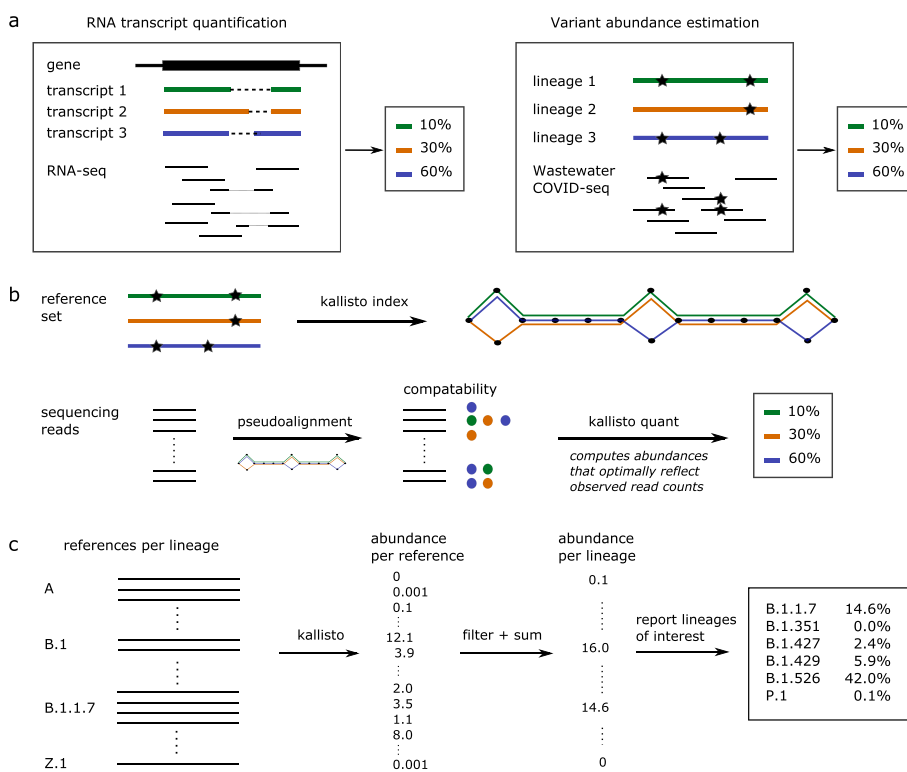 a
RNA transcript quantification
gene
transcript 1
transcript 2
transcript 3
RNA-seq
10%
30%
60%
Variant abundance estimation
lineage 1
lineage 2
lineage 3
Wastewater
COVID-seq
10%
30%
60%
b
reference
set
kallisto index
sequencing
reads
pseudoalignment
compatability
kallisto quant
computes abundances
that optimally reflect
observed read counts
10%
30%
60%
c
references per lineage
A
B.1
B.1.1.7
Z.1
kallisto
abundance
per reference
0
0.001
0.1
12.1
3.9
2.0
3.5
1.1
8.0
0.001
filter + sum
abundance
per lineage
0.1
16.0
14.6
0
report lineages
of interest
B.1.1.7 14.6%
B.1.351 0.0%
B.1.427 2.4%
B.1.429 5.9%
B.1.526 42.0%
P.1 0.1%